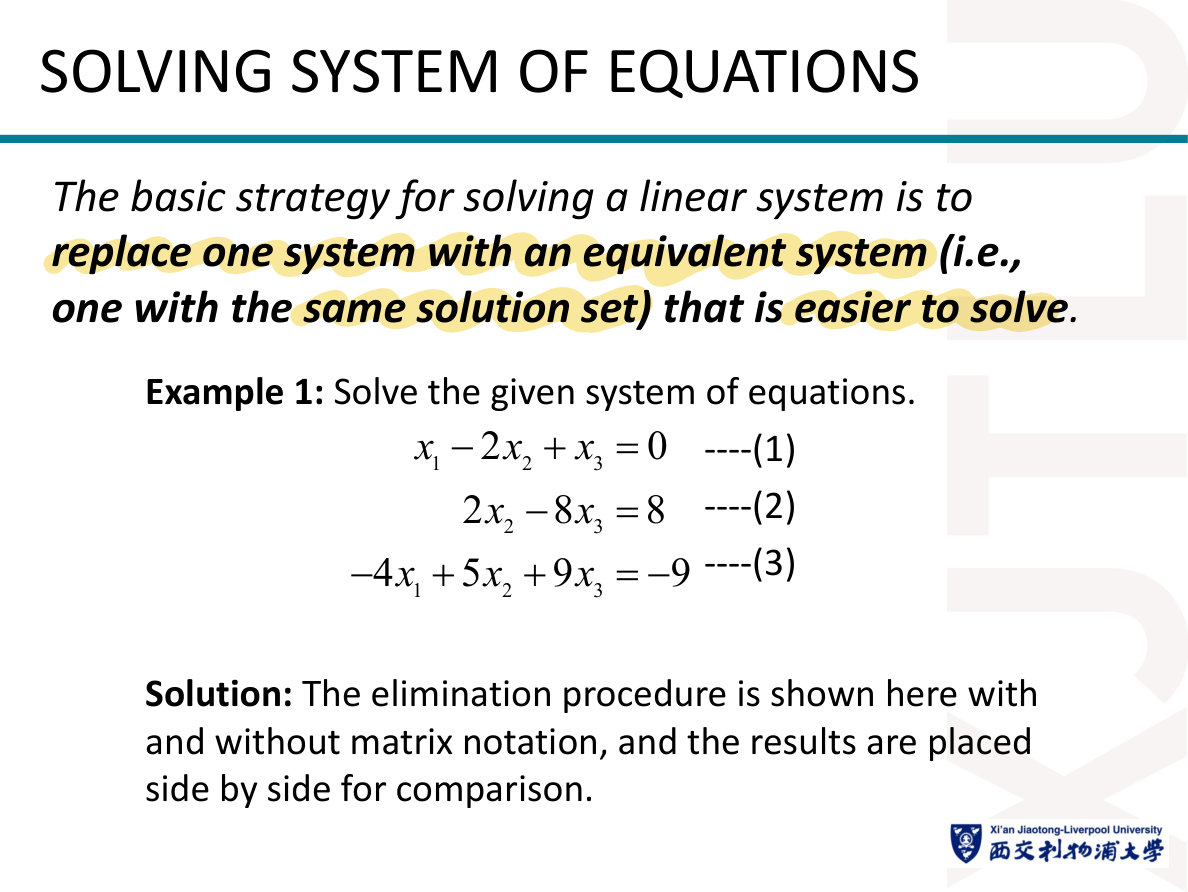 SOLVING SYSTEM OF EQUATIONS
The basic strategy for solving a linear system is to
replace one system with an equivalent system (i.e.,
one with the same solution set) that is easier to solve.
Example 1: Solve the given system of equations.
x₁ − 2x₂ + x₃ = 0 ----(1)
2x₂ − 8x₃ = 8 ----(2)
−4x₁ + 5x₂ + 9x₃ = −9 ----(3)
Solution: The elimination procedure is shown here with
and without matrix notation, and the results are placed
side by side for comparison.
Xi'an Jiaotong-Liverpool University
西交利物浦大学
XJTLU